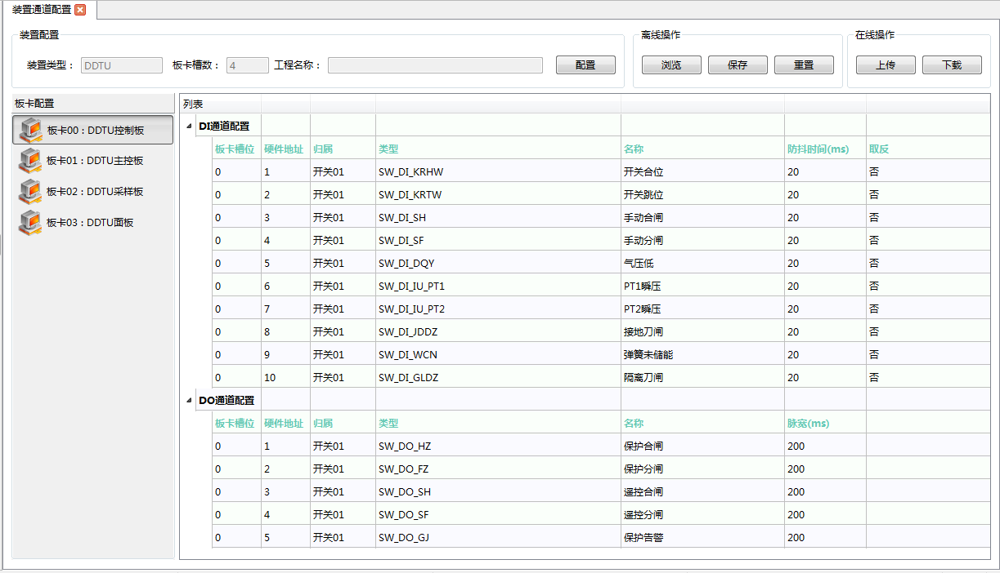 装置通道配置
装置配置
装置类型： DDTU 板卡槽数： 4 工程名称： 配置
离线操作
浏览 保存 重置
在线操作
上传 下载
板卡配置
板卡00：DDTU控制板
板卡01：DDTU主控板
板卡02：DDTU采样板
板卡03：DDTU面板
列表
DI通道配置
板卡槽位 硬件地址 归属 类型 名称 防抖时间(ms) 取反
0 1 开关01 SW_DI_KRHW 开关合位 20 否
0 2 开关01 SW_DI_KRTW 开关跳位 20 否
0 3 开关01 SW_DI_SH 手动合闸 20 否
0 4 开关01 SW_DI_SF 手动分闸 20 否
0 5 开关01 SW_DI_DQY 气压低 20 否
0 6 开关01 SW_DI_IU_PT1 PT1瞬压 20 否
0 7 开关01 SW_DI_IU_PT2 PT2瞬压 20 否
0 8 开关01 SW_DI_JDDZ 接地刀闸 20 否
0 9 开关01 SW_DI_WCN 弹簧未储能 20 否
0 10 开关01 SW_DI_GLDZ 隔离刀闸 20 否
DO通道配置
板卡槽位 硬件地址 归属 类型 名称 脉宽(ms)
0 1 开关01 SW_DO_HZ 保护合闸 200
0 2 开关01 SW_DO_FZ 保护分闸 200
0 3 开关01 SW_DO_SH 遥控合闸 200
0 4 开关01 SW_DO_SF 遥控分闸 200
0 5 开关01 SW_DO_GJ 保护告警 200